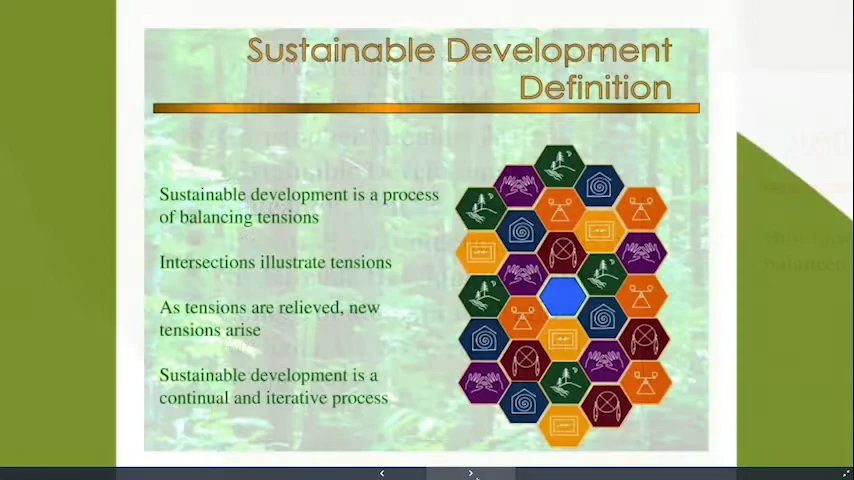 Sustainable Development
Definition
Sustainable development is a process
of balancing tensions
Intersections illustrate tensions
As tensions are relieved, new
tensions arise
Sustainable development is a
continual and iterative process